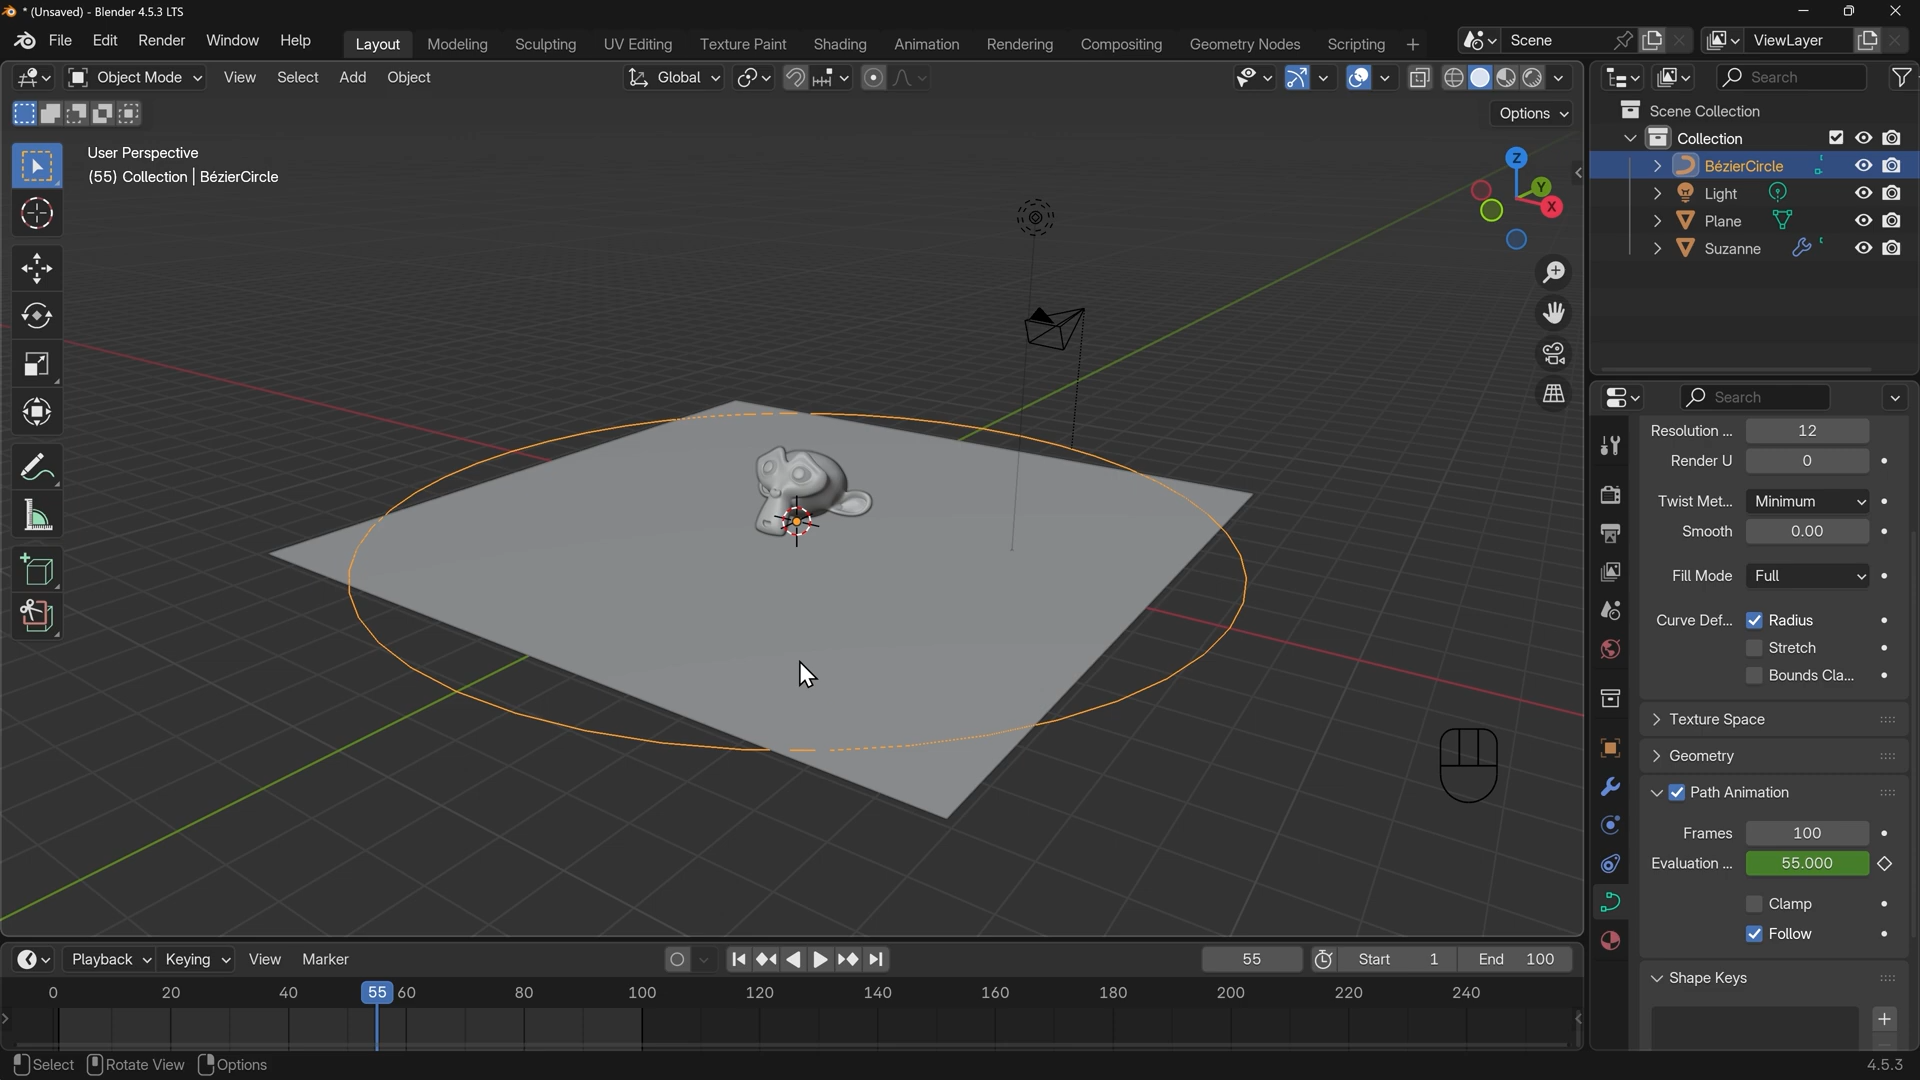 * (Unsaved) - Blender 4.5.3 LTS
File Edit Render Window Help Layout Modeling Sculpting UV Editing Texture Paint Shading Animation Rendering Compositing Geometry Nodes Scripting + Scene ViewLayer
Object Mode View Select Add Object Global Search
Options
Scene Collection
Collection
User Perspective
(55) Collection | BézierCircle
BézierCircle
Light
Plane
Suzanne
Z
Y
X
Search
Resolution ... 12
Render U 0
Twist Met... Minimum
Smooth 0.00
Fill Mode Full
Curve Def... Radius
Stretch
Bounds Cla...
Texture Space
Geometry
Path Animation
Frames 100
Evaluation ... 55.000
Clamp
Follow
Shape Keys
Playback Keying View Marker 55 Start 1 End 100
0 20 40 55 60 80 100 120 140 160 180 200 220 240
Select Rotate View Options 4.5.3